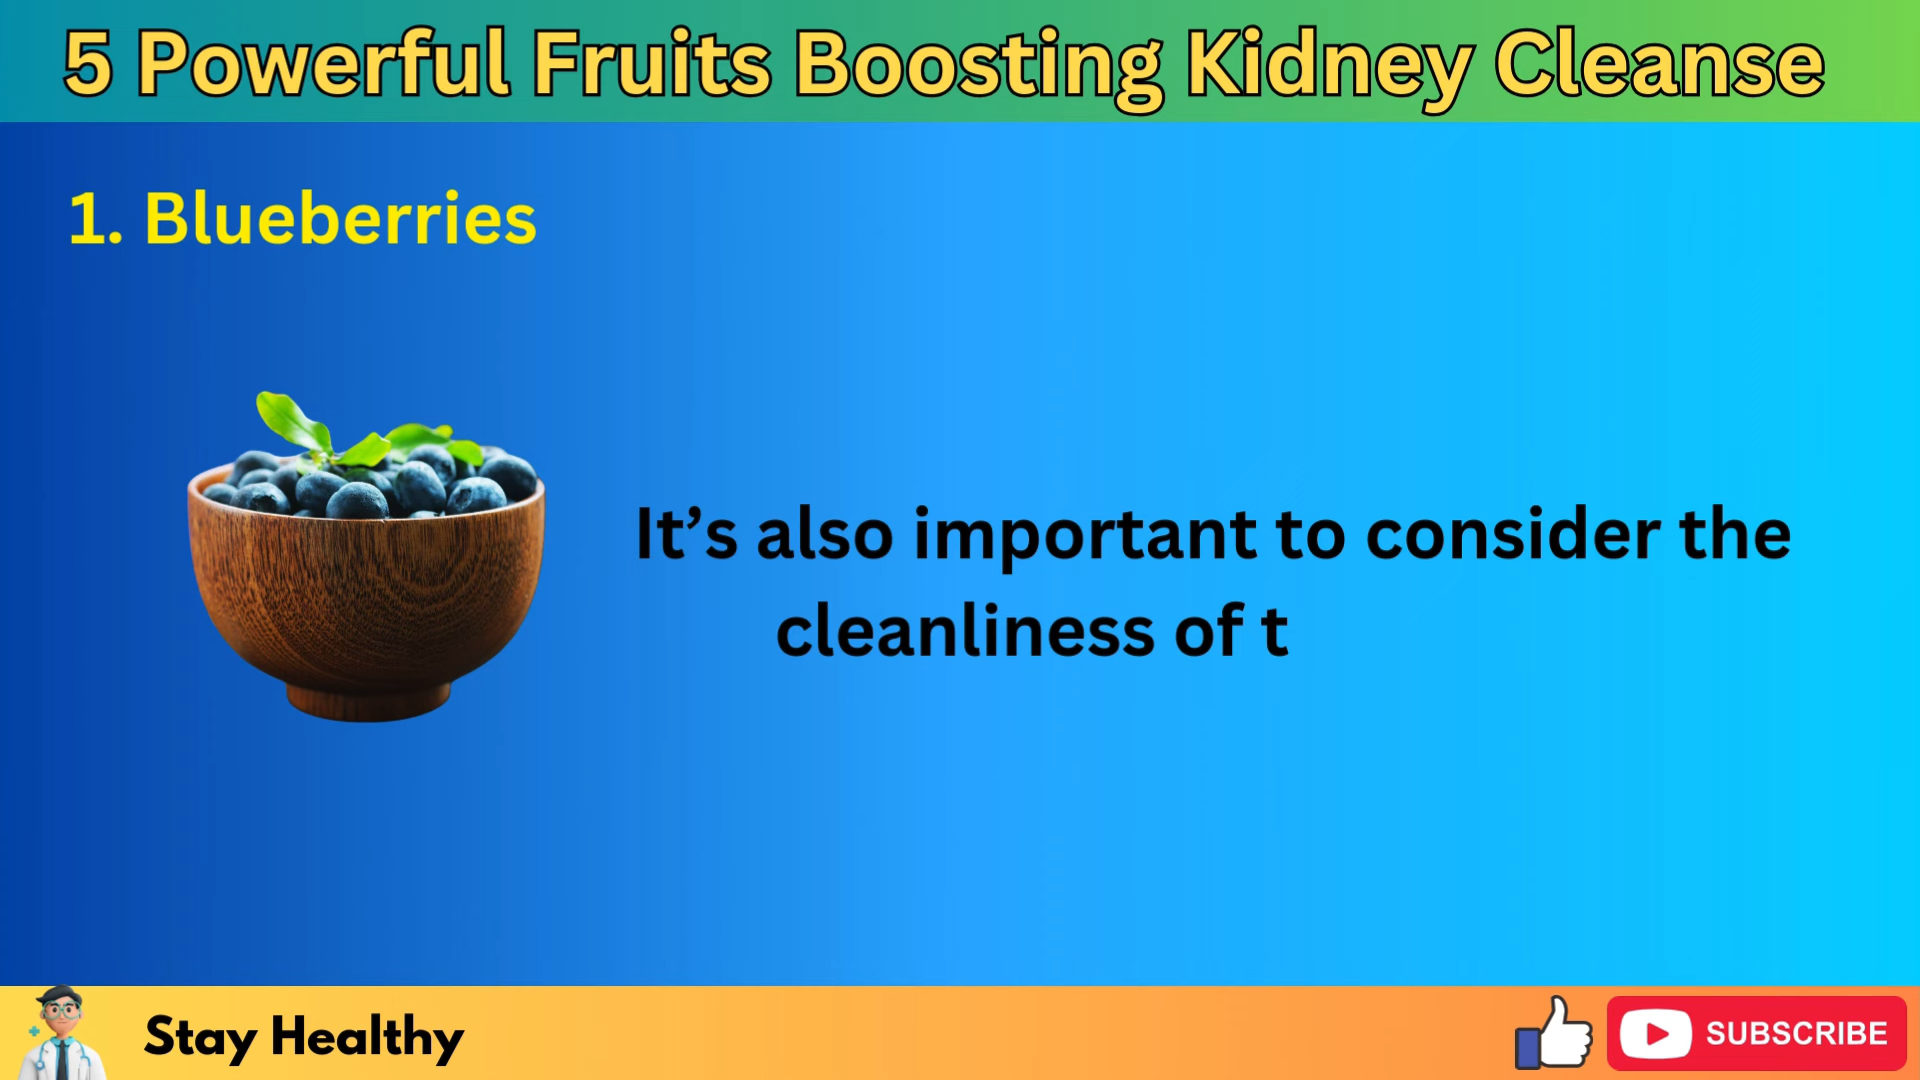 5 Powerful Fruits Boosting Kidney Cleanse
1. Blueberries
It’s also important to consider the
cleanliness of t
Stay Healthy
SUBSCRIBE